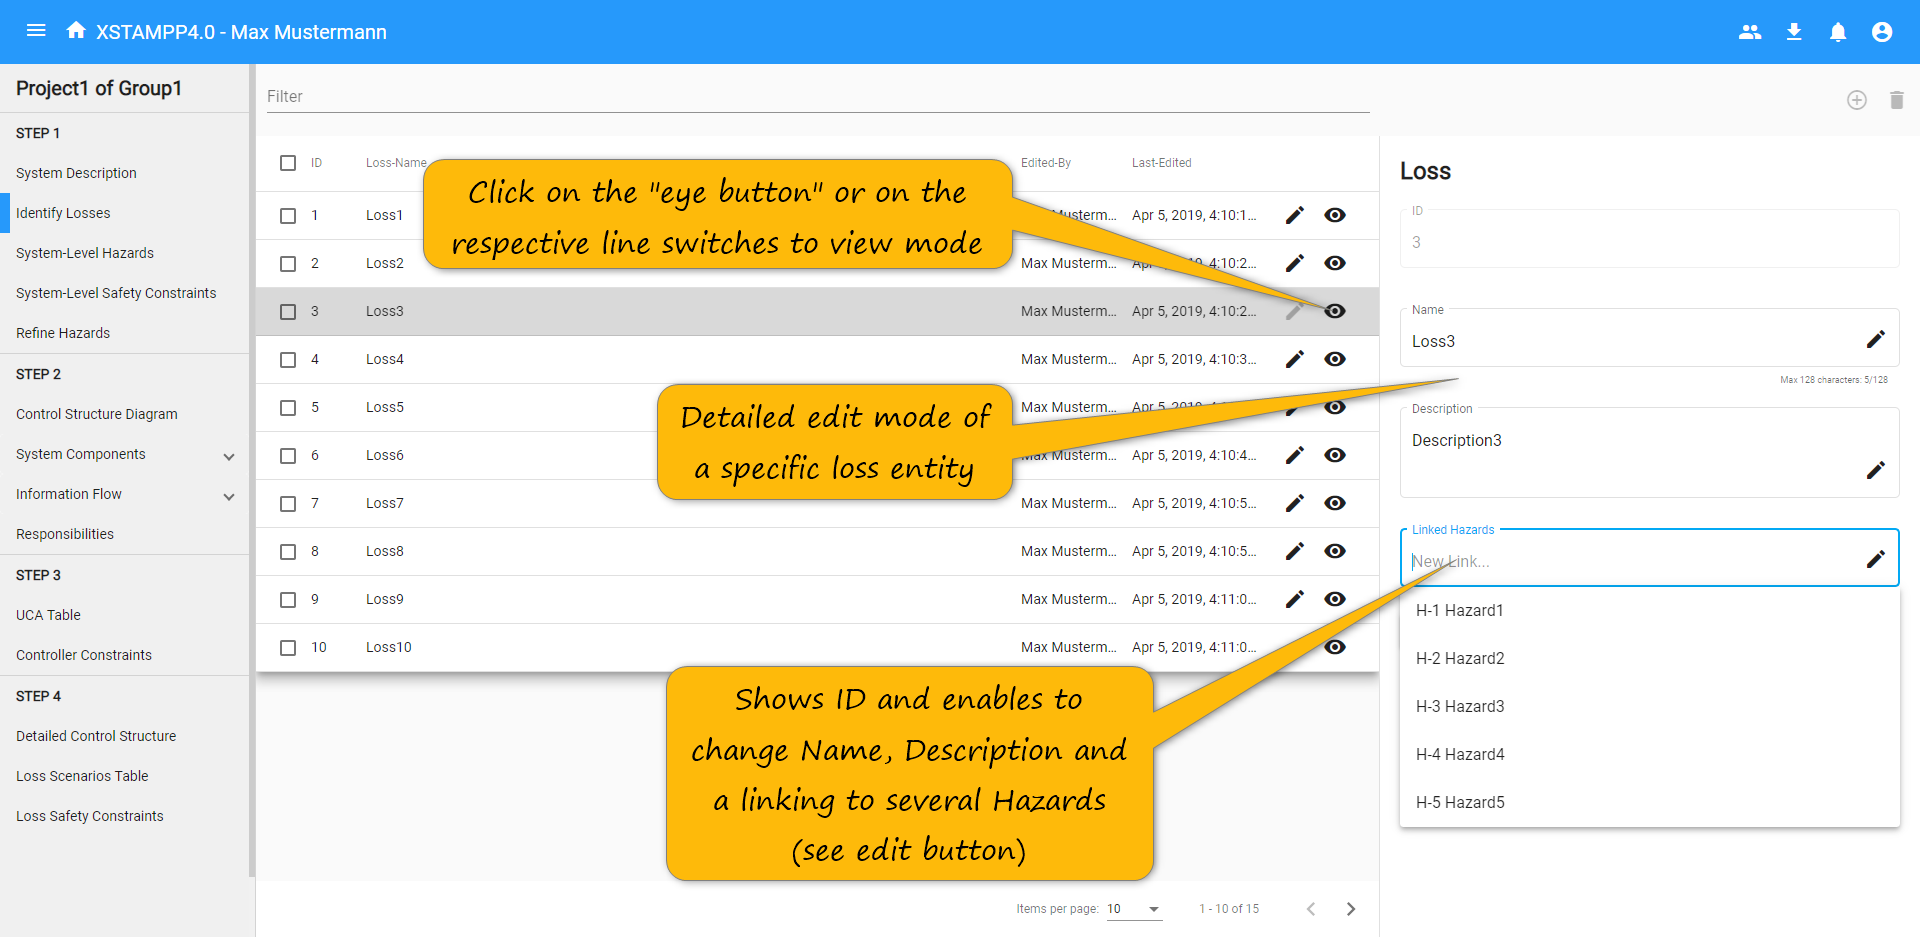 XSTAMPP4.0 - Max Mustermann
Project1 of Group1
STEP 1
System Description
Identify Losses
System-Level Hazards
System-Level Safety Constraints
Refine Hazards
STEP 2
Control Structure Diagram
System Components
Information Flow
Responsibilities
STEP 3
UCA Table
Controller Constraints
STEP 4
Detailed Control Structure
Loss Scenarios Table
Loss Safety Constraints
Filter
ID Loss-Name Edited-By Last-Edited
1 Loss1 Apr 5, 2019, 4:10:1...
2 Loss2 Max Musterm... Apr 5, 2019, 4:10:2...
3 Loss3 Max Musterm... Apr 5, 2019, 4:10:2...
4 Loss4 Max Musterm... Apr 5, 2019, 4:10:3...
5 Loss5 Max Musterm... Apr 5, 2019, 4:10:
6 Loss6 Max Musterm... Apr 5, 2019, 4:10:4...
7 Loss7 Max Musterm... Apr 5, 2019, 4:10:5...
8 Loss8 Max Musterm... Apr 5, 2019, 4:10:5...
9 Loss9 Max Musterm... Apr 5, 2019, 4:11:0...
10 Loss10 Max Musterm... Apr 5, 2019, 4:11:0...
Click on the "eye button" or on the
respective line switches to view mode
Detailed edit mode of
a specific loss entity
Shows ID and enables to
change Name, Description and
a linking to several Hazards
(see edit button)
Items per page: 10 1 - 10 of 15
Loss
ID
3
Name
Loss3
Max 128 characters: 5/128
Description
Description3
Linked Hazards
New Link...
H-1 Hazard1
H-2 Hazard2
H-3 Hazard3
H-4 Hazard4
H-5 Hazard5